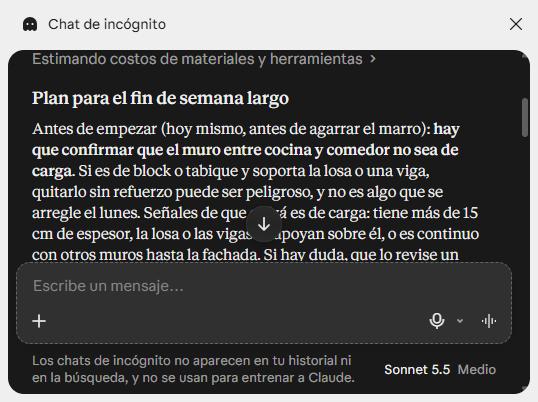 Chat de incógnito
Estimando costos de materiales y herramientas
Plan para el fin de semana largo
Antes de empezar (hoy mismo, antes de agarrar el marro): hay
que confirmar que el muro entre cocina y comedor no sea de
carga. Si es de block o tabique y soporta la losa o una viga,
quitarlo sin refuerzo puede ser peligroso, y no es algo que se
arregle el lunes. Señales de que es de carga: tiene más de 15
cm de espesor, la losa o las vigas apoyan sobre él, o es continuo
con otros muros hasta la fachada. Si hay duda, que lo revise un
Escribe un mensaje...
Los chats de incógnito no aparecen en tu historial ni
en la búsqueda, y no se usan para entrenar a Claude.
Sonnet 5.5 Medio